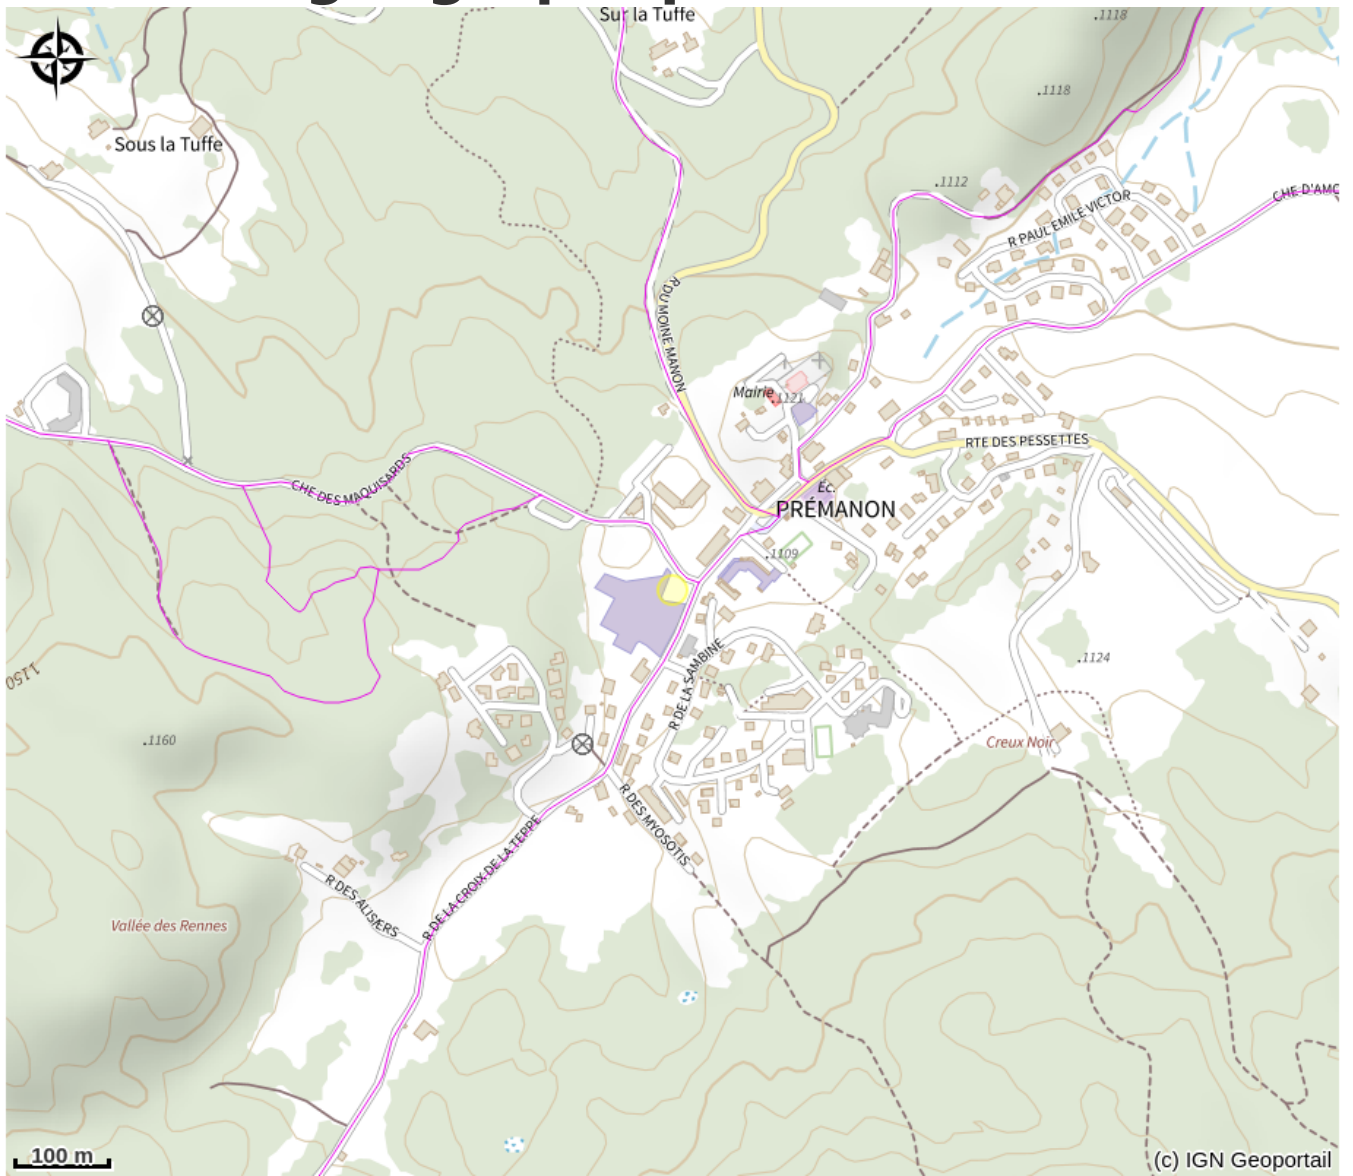 Sur la Tuffe
.1118
.1118
Sous la Tuffe
.1112
CHE D'AMO
R PAUL EMILE VICTOR
R DU MOINE MANON
Mairie
.1121
RTE DES PESSETTES
CHE DES MAQUISARDS
Éc.
PRÉMANON
.1109
1150
.1124
R DE LA SAMBINE
.1160
Creux Noir
R DES MYOSOTIS
R DE LA CROIX DE LA TEPPE
R DES ALISIERS
Vallée des Rennes
100 m
(c) IGN Geoportail